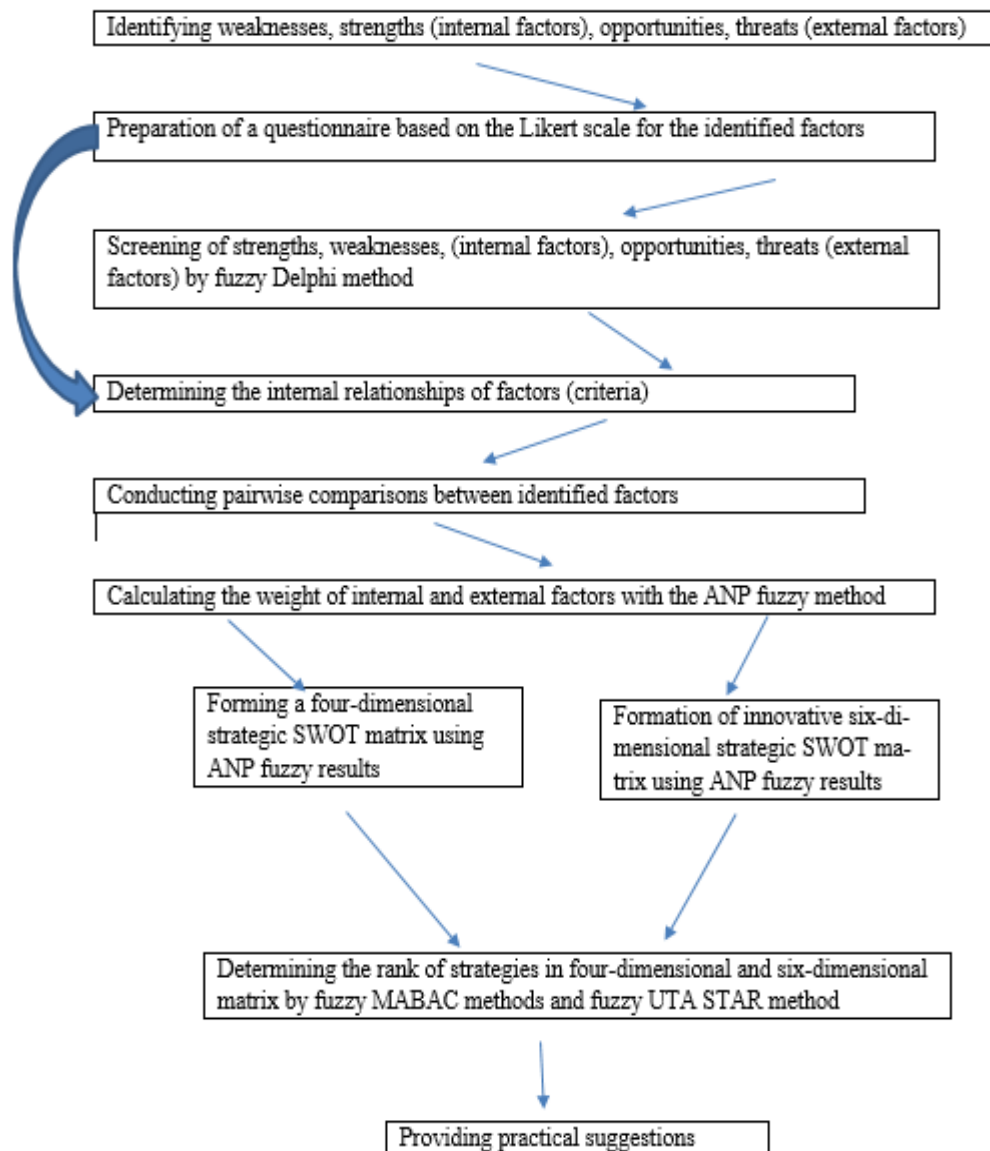 Identifying weaknesses, strengths (internal factors), opportunities, threats (external factors)
Preparation of a questionnaire based on the Likert scale for the identified factors
Screening of strengths, weaknesses, (internal factors), opportunities, threats (external
factors) by fuzzy Delphi method
Determining the internal relationships of factors (criteria)
Conducting pairwise comparisons between identified factors
Calculating the weight of internal and external factors with the ANP fuzzy method
Forming a four-dimensional
strategic SWOT matrix using
ANP fuzzy results
Formation of innovative six-di-
mensional strategic SWOT ma-
trix using ANP fuzzy results
Determining the rank of strategies in four-dimensional and six-dimensional
matrix by fuzzy MABAC methods and fuzzy UTA STAR method
Providing practical suggestions